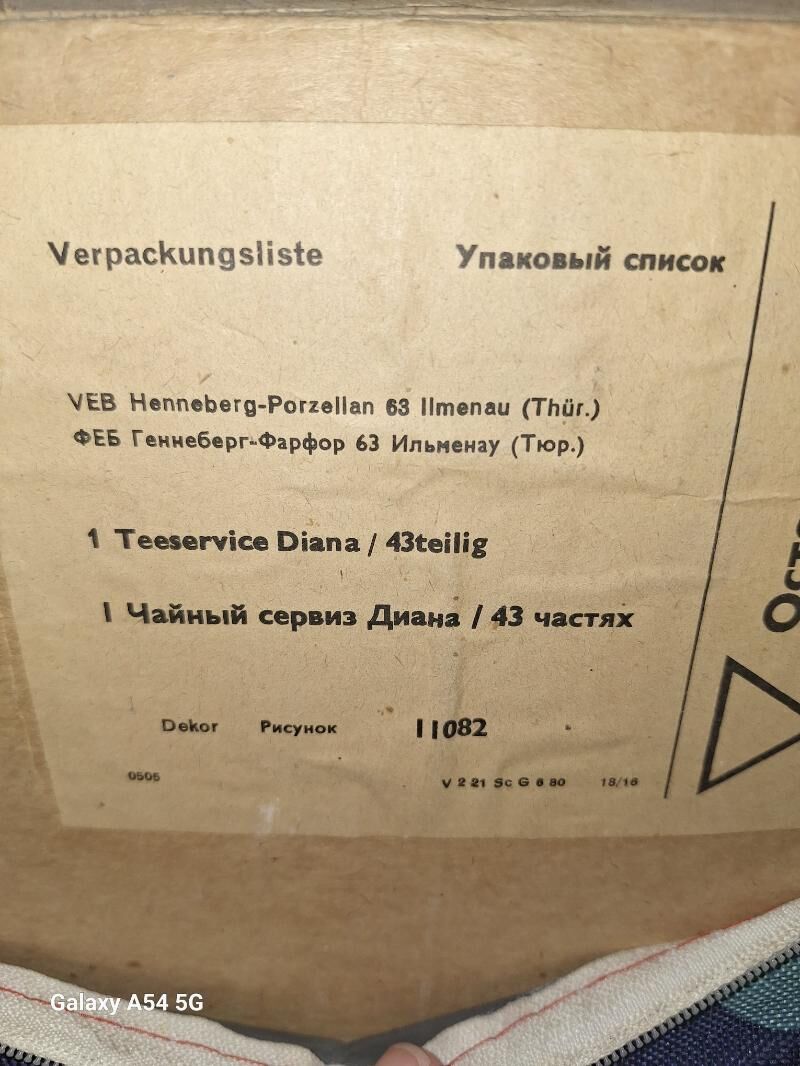 Verpackungsliste
Упаковый список
VEB Henneberg-Porzellan 63 Ilmenau (Thür.)
ФЕБ Геннеберг-Фарфор 63 Ильменау (Тюр.)
1 Teeservice Diana / 43teilig
I Чайный сервиз Диана / 43 частях
Dekor Рисунок 11082
0505
V 2 21 Sc G 6 80 18/16
Galaxy A54 5G